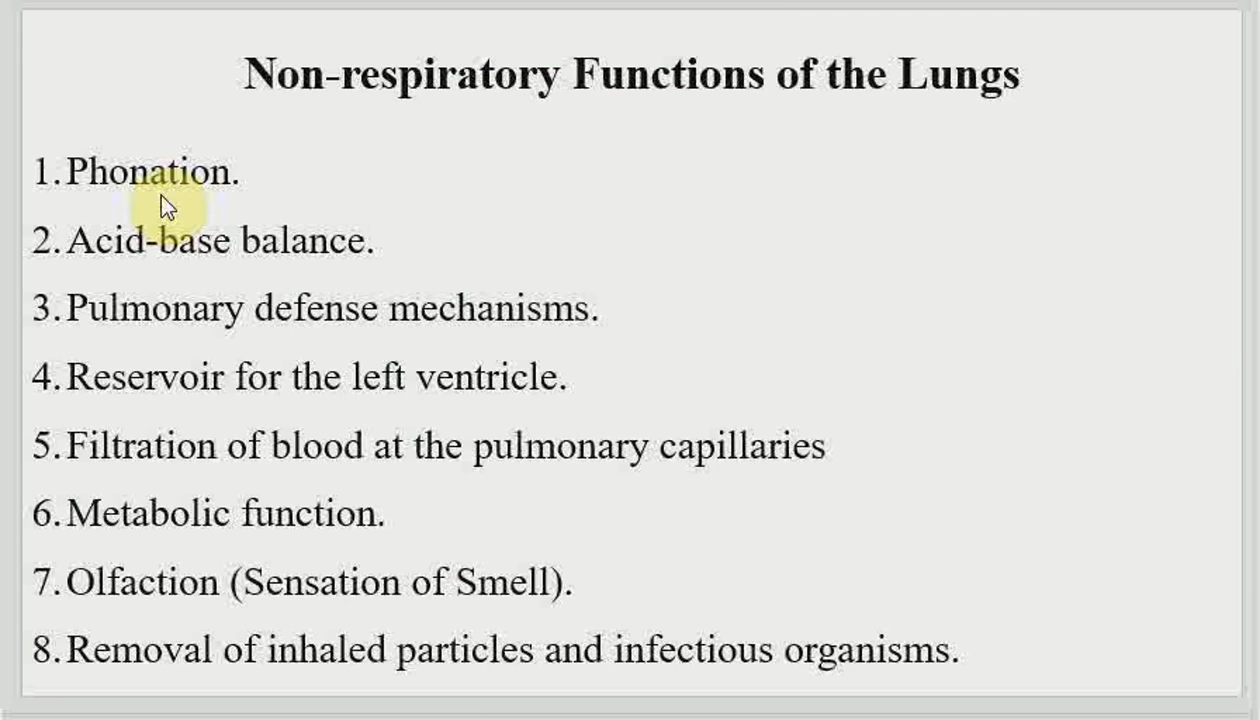 Non-respiratory Functions of the Lungs
1. Phonation.
2. Acid-base balance.
3. Pulmonary defense mechanisms.
4. Reservoir for the left ventricle.
5. Filtration of blood at the pulmonary capillaries
6. Metabolic function.
7. Olfaction (Sensation of Smell).
8. Removal of inhaled particles and infectious organisms.